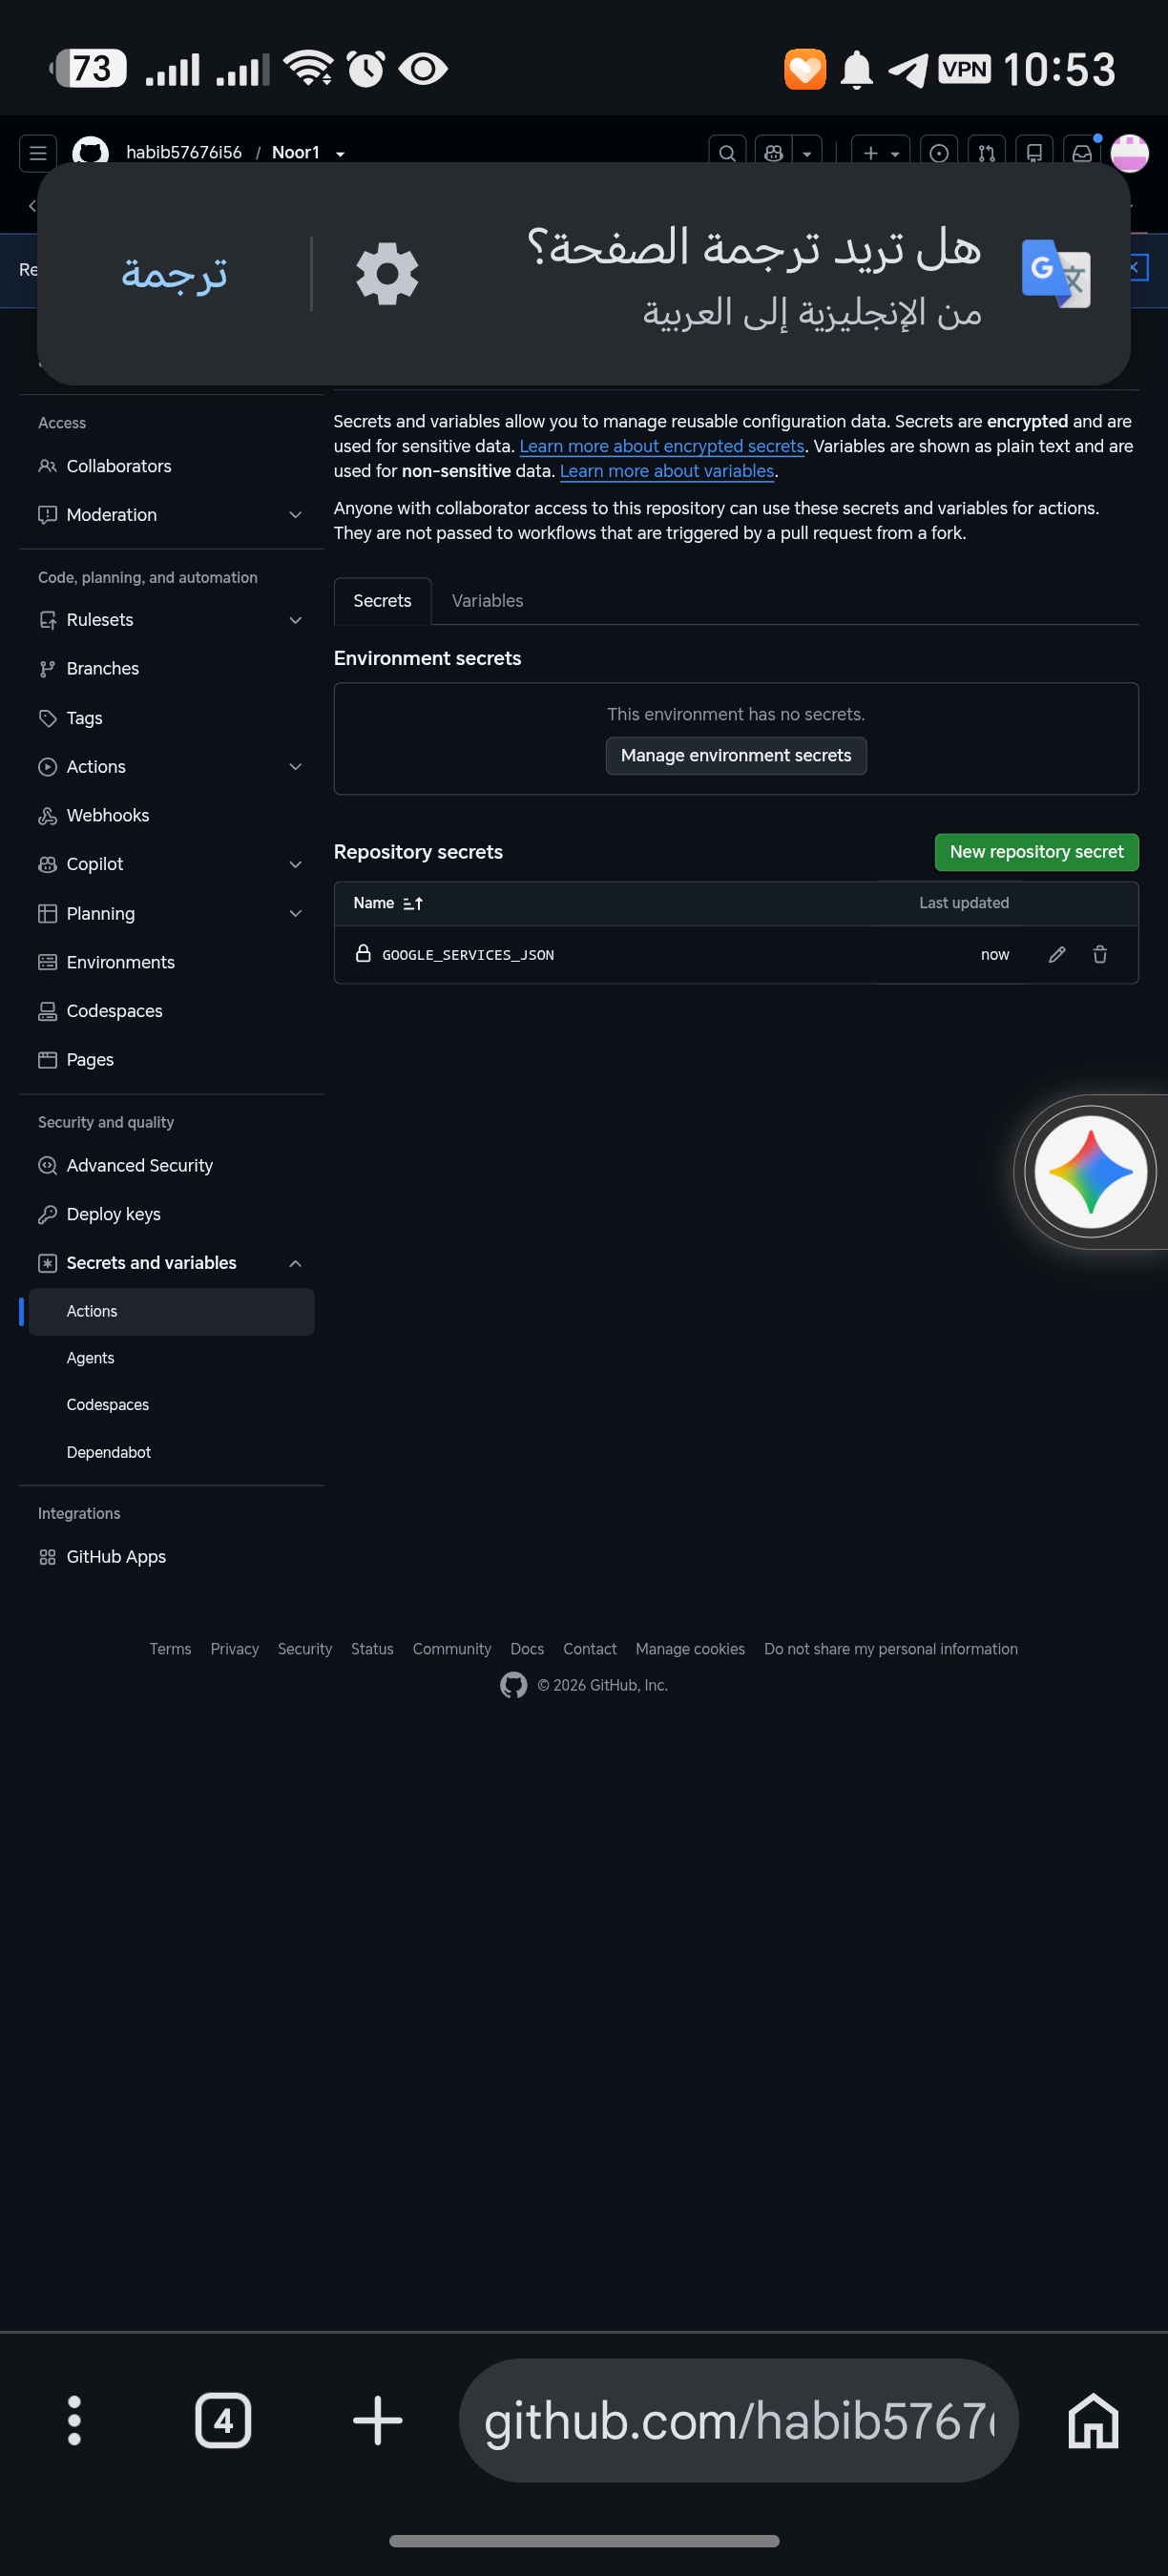 73
VPN
10:53
habib57676i56 / Noor1
هل تريد ترجمة الصفحة؟
من الإنجليزية إلى العربية
ترجمة
Re
Access
Collaborators
Moderation
Code, planning, and automation
Rulesets
Branches
Tags
Actions
Webhooks
Copilot
Planning
Environments
Codespaces
Pages
Security and quality
Advanced Security
Deploy keys
Secrets and variables
Actions
Agents
Codespaces
Dependabot
Integrations
GitHub Apps
Secrets and variables allow you to manage reusable configuration data. Secrets are encrypted and are
used for sensitive data. Learn more about encrypted secrets. Variables are shown as plain text and are
used for non-sensitive data. Learn more about variables.
Anyone with collaborator access to this repository can use these secrets and variables for actions.
They are not passed to workflows that are triggered by a pull request from a fork.
Secrets Variables
Environment secrets
This environment has no secrets.
Manage environment secrets
Repository secrets
New repository secret
Name Last updated
GOOGLE_SERVICES_JSON now
Terms Privacy Security Status Community Docs Contact Manage cookies Do not share my personal information
© 2026 GitHub, Inc.
4
github.com/habib5767